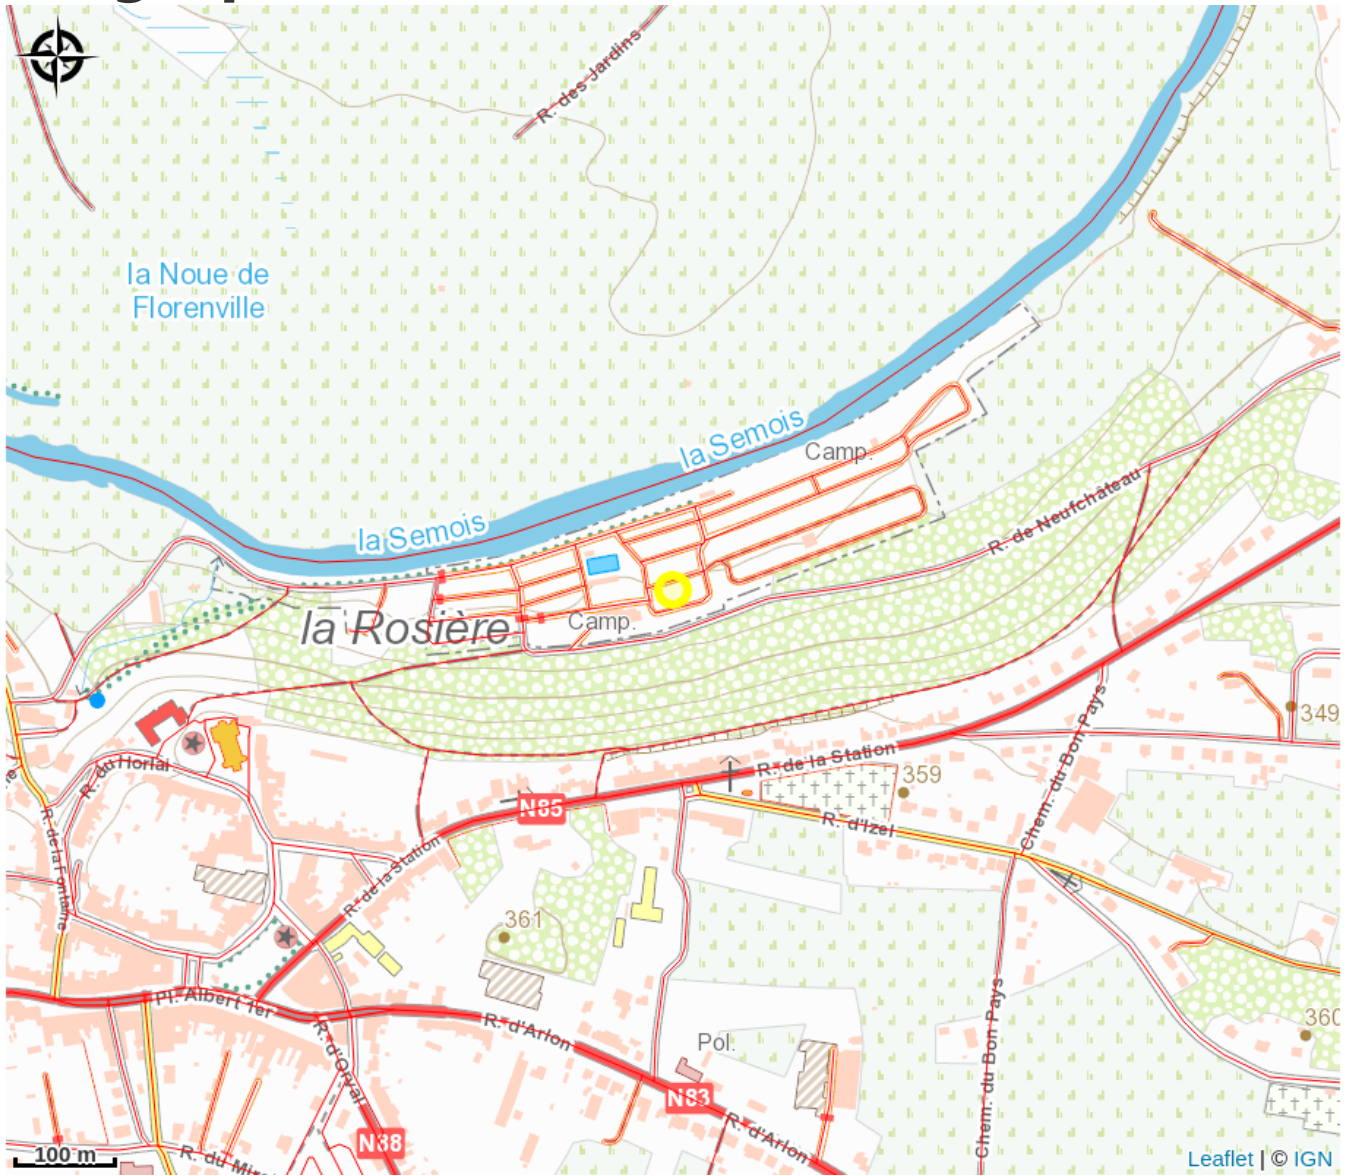 R. des Jardins
la Noue de
Florenville
la Semois
Camp.
la Semois
R. de Neufchâteau
la Rosière
Camp.
349
R. du Horlai
R. de la Station
359
Chem. du Bon Pays
N85
R. d'Izel
R. de la Fontaine
R. de la Station
361
Pl. Albert 1er
R. d'Arlon
R. d'Orval
Pol.
Chem. du Bon Pays
360
N83
R. d'Arlon
N88
100 m
R. du
Leaflet | © IGN